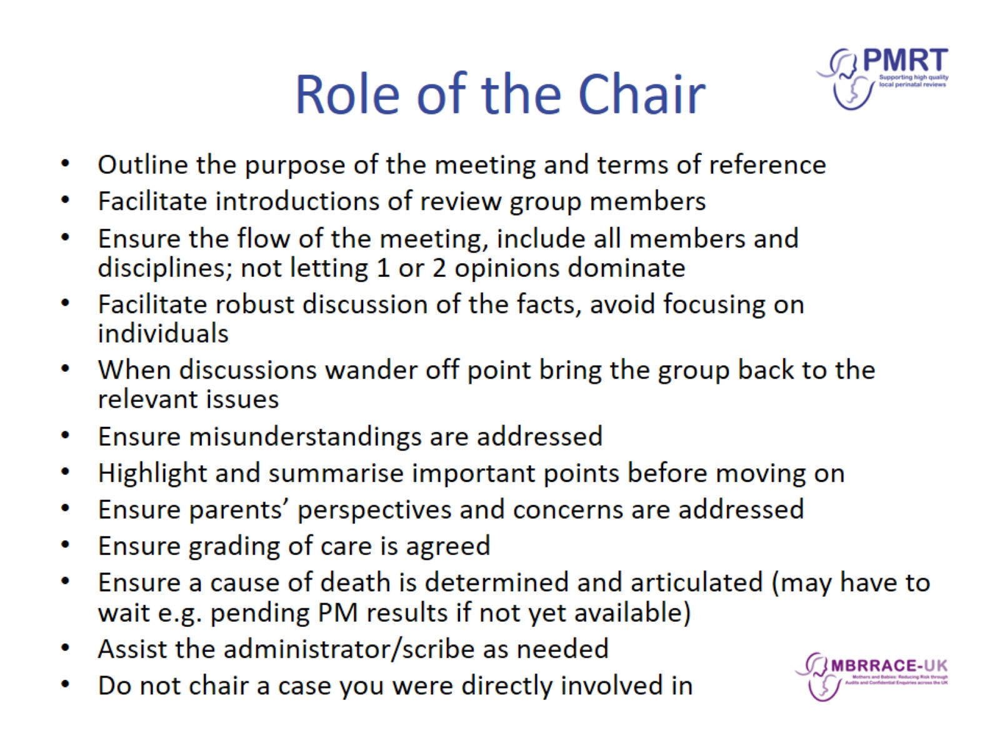 PMRT
Supporting high quality
local perinatal reviews
Role of the Chair
• Outline the purpose of the meeting and terms of reference
• Facilitate introductions of review group members
• Ensure the flow of the meeting, include all members and
disciplines; not letting 1 or 2 opinions dominate
• Facilitate robust discussion of the facts, avoid focusing on
individuals
• When discussions wander off point bring the group back to the
relevant issues
• Ensure misunderstandings are addressed
• Highlight and summarise important points before moving on
• Ensure parents’ perspectives and concerns are addressed
• Ensure grading of care is agreed
• Ensure a cause of death is determined and articulated (may have to
wait e.g. pending PM results if not yet available)
• Assist the administrator/scribe as needed
• Do not chair a case you were directly involved in
MBRRACE-UK
Mothers and Babies: Reducing Risk through
Audits and Confidential Enquiries across the UK